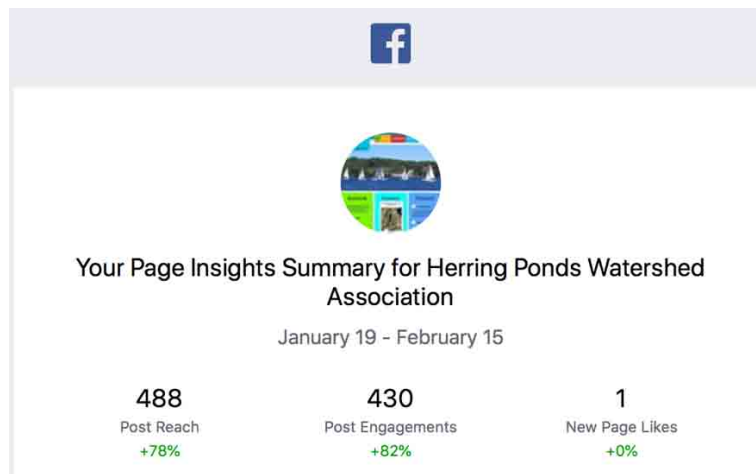 Your Page Insights Summary for Herring Ponds Watershed
Association
January 19 - February 15
488 430 1
Post Reach Post Engagements New Page Likes
+78% +82% +0%